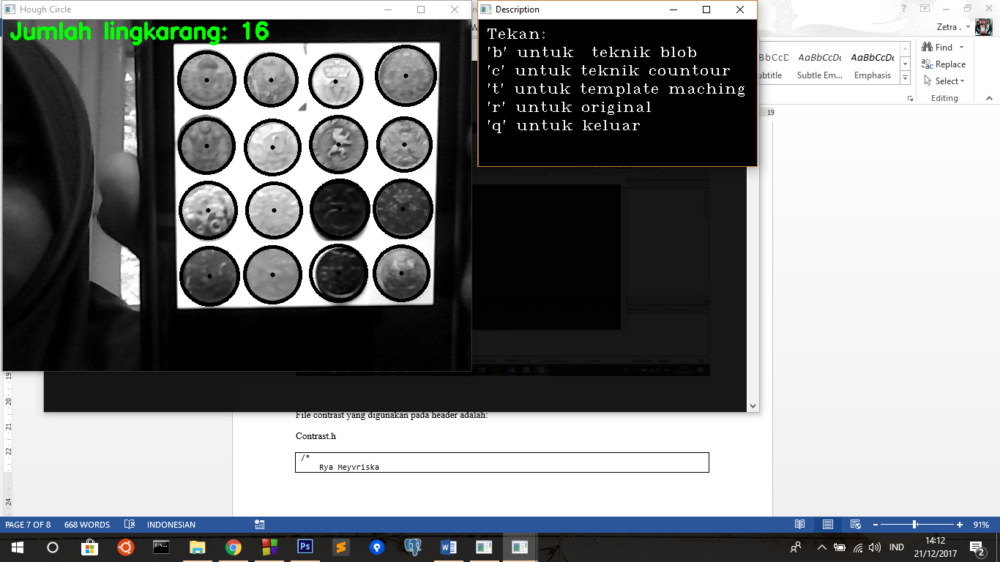 Hough Circle
Jumlah lingkarang: 16
Description
Tekan:
'b' untuk  teknik blob
'c' untuk teknik countour
't' untuk template maching
'r' untuk original
'q' untuk keluar
Zetra .
AaBbCcDc
AaBbCcDc
Subtle Em...
Emphasis
Find
Replace
Select
Editing
19
19
20
21
22
24
File contrast yang digunakan pada header adalah:
Contrast.h
/*
Rya Meyvriska
PAGE 7 OF 8
668 WORDS
INDONESIAN
91%
IND
14:12
21/12/2017
2